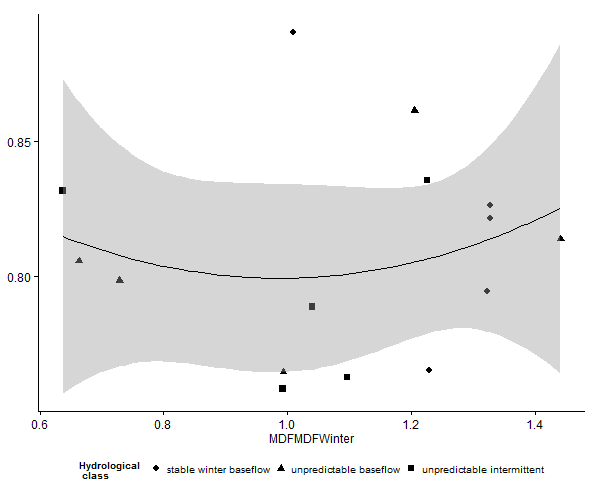 0.85
0.80
0.6 0.8 1.0 1.2 1.4
MDFMDFWinter
Hydrological class stable winter baseflow unpredictable baseflow unpredictable intermittent